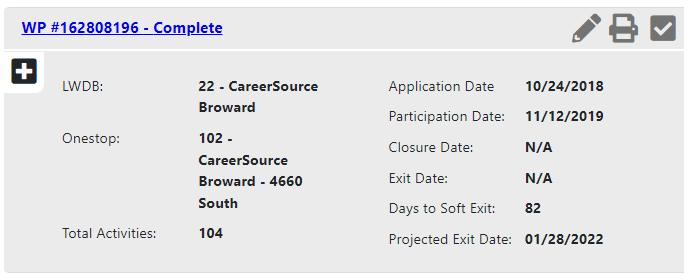 WP #162808196 - Complete
LWDB:
22 - CareerSource
Broward
Onestop:
102 -
CareerSource
Broward - 4660
South
Total Activities:
104
Application Date
10/24/2018
Participation Date:
11/12/2019
Closure Date:
N/A
Exit Date:
N/A
Days to Soft Exit:
82
Projected Exit Date:
01/28/2022